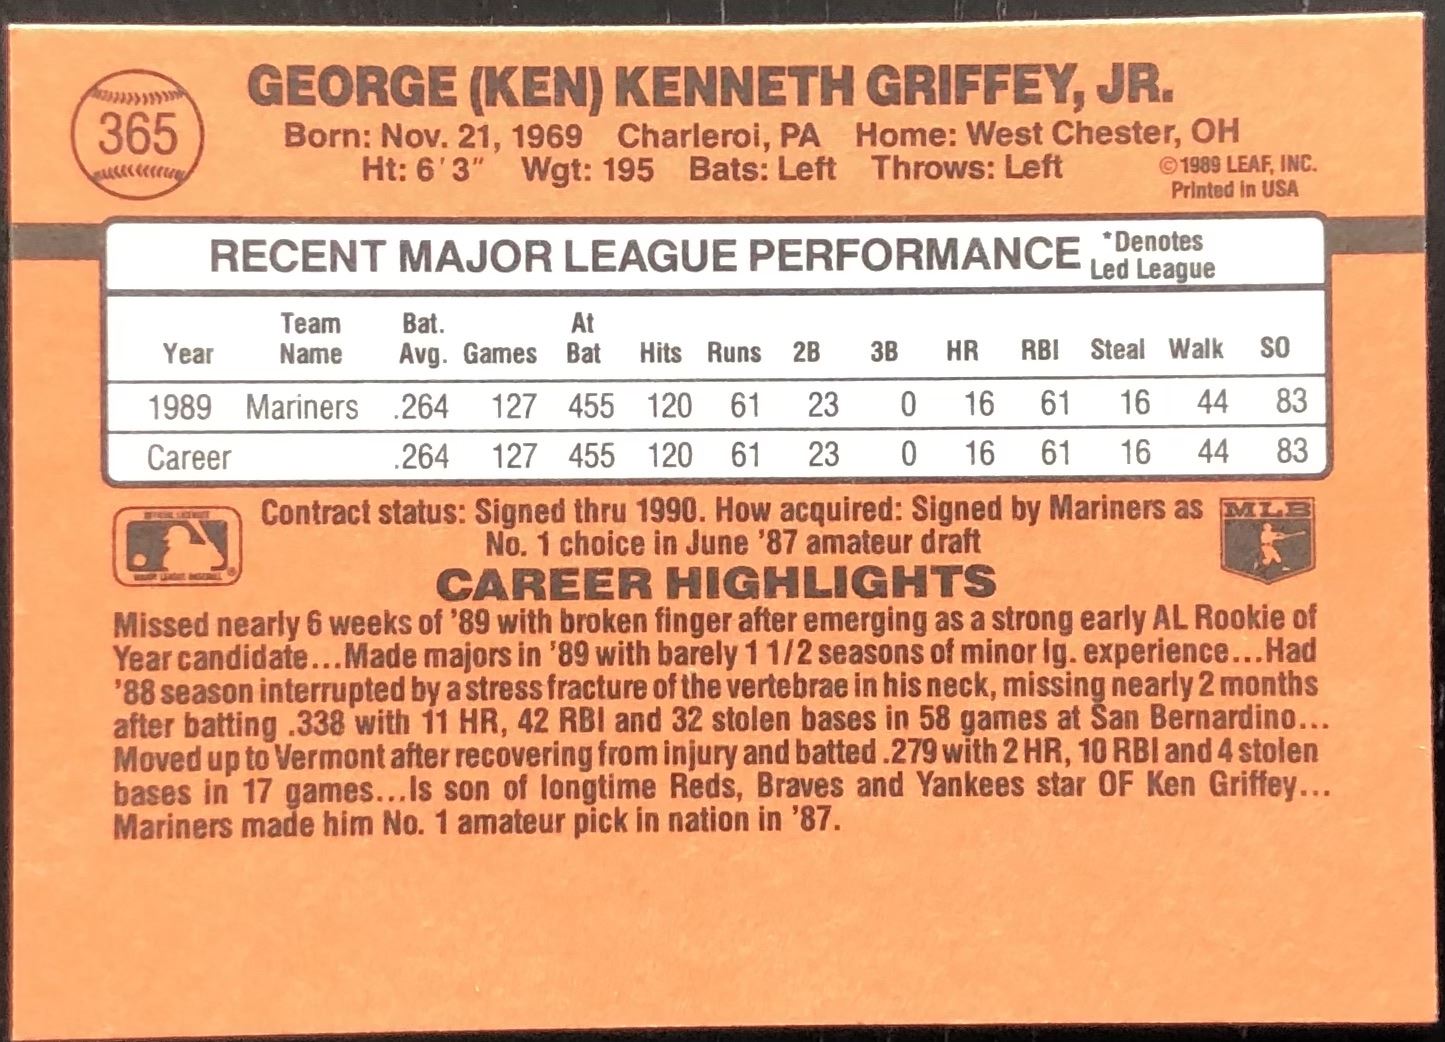 365
GEORGE (KEN) KENNETH GRIFFEY, JR.
Born: Nov. 21, 1969 Charleroi, PA Home: West Chester, OH
Ht: 6'3" Wgt: 195 Bats: Left Throws: Left
©1989 LEAF, INC.
Printed in USA
RECENT MAJOR LEAGUE PERFORMANCE
*Denotes
Led League
Year Team Name Bat. Avg. Games At Bat Hits Runs 2B 3B HR RBI Steal Walk SO
1989 Mariners .264 127 455 120 61 23 0 16 61 16 44 83
Career .264 127 455 120 61 23 0 16 61 16 44 83
Contract status: Signed thru 1990. How acquired: Signed by Mariners as
No. 1 choice in June '87 amateur draft
MLB
MAJOR LEAGUE BASEBALL
CAREER HIGHLIGHTS
Missed nearly 6 weeks of '89 with broken finger after emerging as a strong early AL Rookie of
Year candidate...Made majors in '89 with barely 1 1/2 seasons of minor lg. experience...Had
'88 season interrupted by a stress fracture of the vertebrae in his neck, missing nearly 2 months
after batting .338 with 11 HR, 42 RBI and 32 stolen bases in 58 games at San Bernardino...
Moved up to Vermont after recovering from injury and batted .279 with 2 HR, 10 RBI and 4 stolen
bases in 17 games...Is son of longtime Reds, Braves and Yankees star OF Ken Griffey...
Mariners made him No. 1 amateur pick in nation in '87.